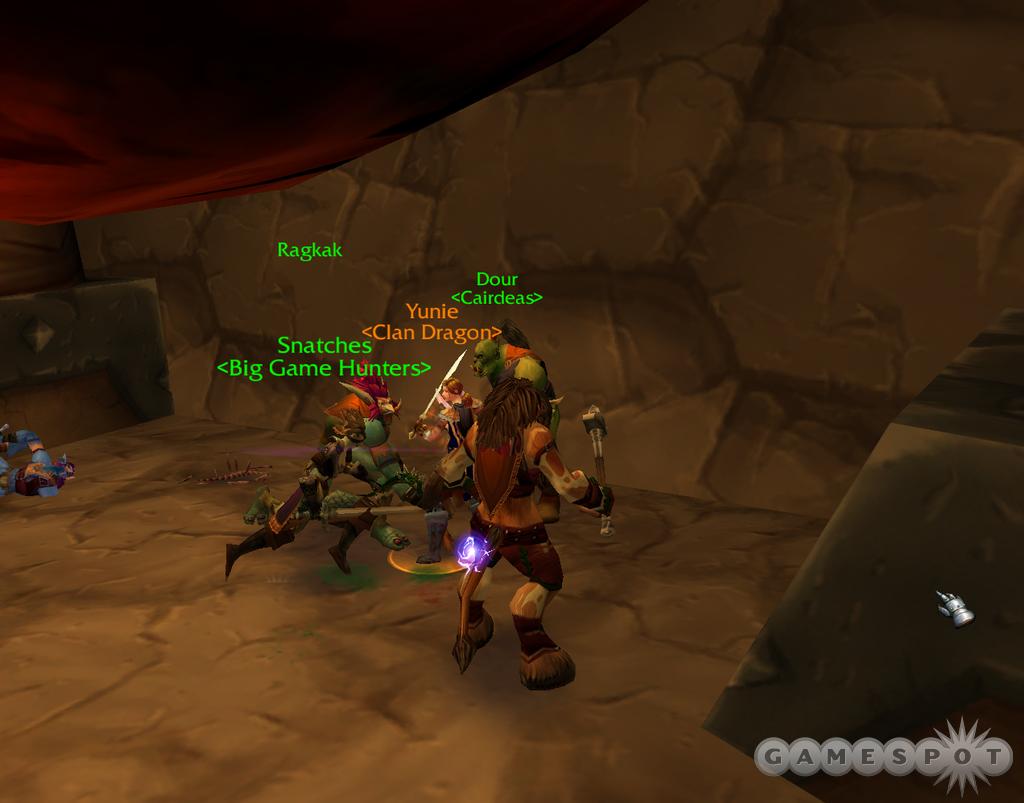 Ragkak
Dour
<Cairdeas>
Yunie
<Clan Dragon>
Snatches
<Big Game Hunters>
GAMESPOT